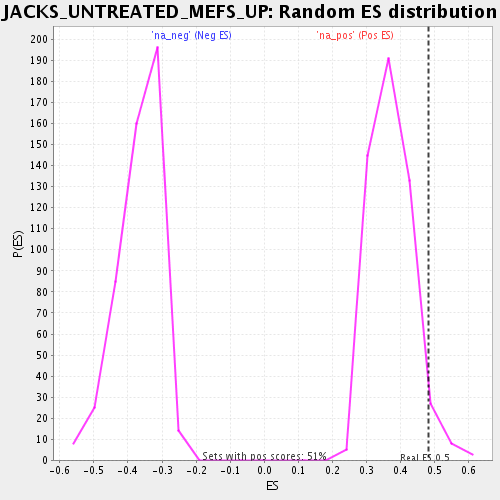 JACKS_UNTREATED_MEFS_UP: Random ES distribution
'na_neg' (Neg ES)
'na_pos' (Pos ES)
200
190
180
170
160
150
140
130
120
110
100
90
80
70
60
50
40
30
20
10
0
P(ES)
Sets with pos scores: 51%
Real ES 0.5
-0.6 -0.5 -0.4 -0.3 -0.2 -0.1 0.0 0.1 0.2 0.3 0.4 0.5 0.6
ES